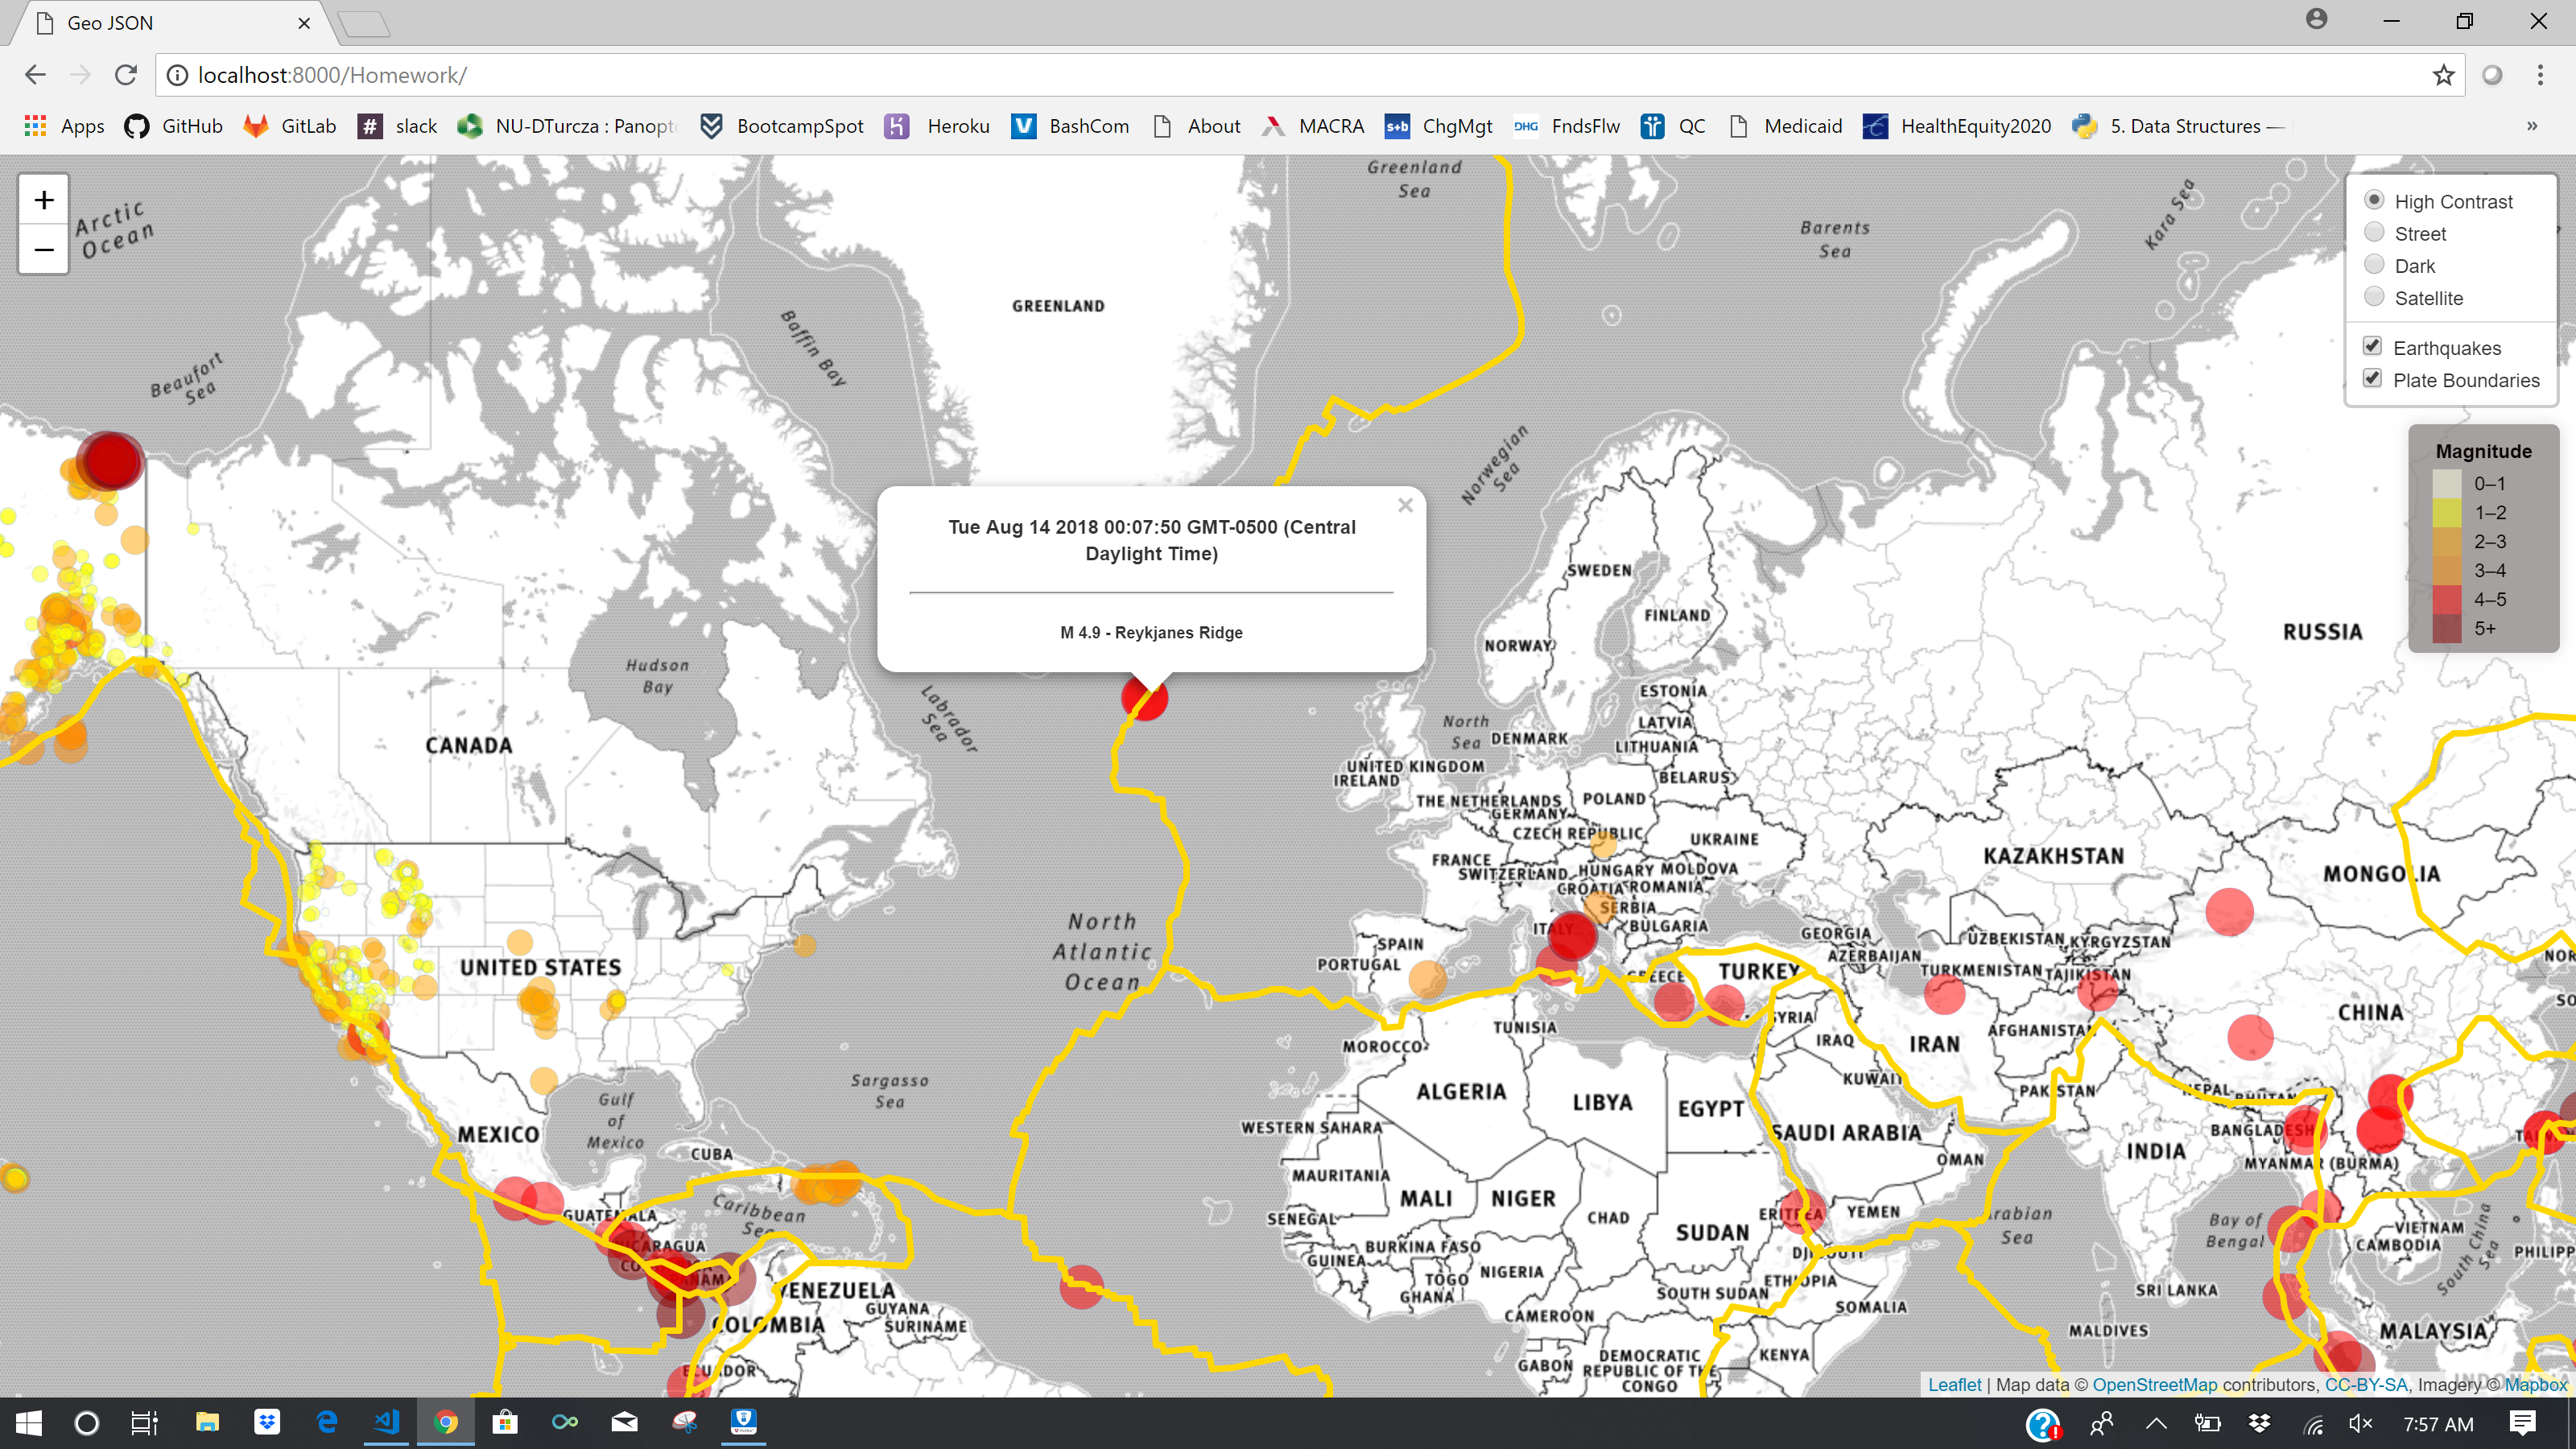 Geo JSON
localhost:8000/Homework/
Apps GitHub GitLab slack NU-DTurcza : Panopt BootcampSpot Heroku BashCom About MACRA ChgMgt FndsFlw QC Medicaid HealthEquity2020 5. Data Structures — »
+
−
High Contrast
Street
Dark
Satellite
Earthquakes
Plate Boundaries
Magnitude
0–1
1–2
2–3
3–4
4–5
5+
Tue Aug 14 2018 00:07:50 GMT-0500 (Central
Daylight Time)
M 4.9 - Reykjanes Ridge
Arctic
Ocean
Beaufort
Sea
Baffin Bay
Greenland
Sea
Barents
Sea
Kara Sea
GREENLAND
Norwegian
Sea
SWEDEN
FINLAND
NORWAY
RUSSIA
Hudson
Bay
Labrador
Sea
CANADA
North
Sea
DENMARK
ESTONIA
LATVIA
LITHUANIA
BELARUS
UNITED KINGDOM
IRELAND
THE NETHERLANDS
GERMANY
POLAND
CZECH REPUBLIC
UKRAINE
FRANCE
SWITZERLAND
HUNGARY
MOLDOVA
CROATIA
ROMANIA
SERBIA
BULGARIA
ITALY
SPAIN
PORTUGAL
GREECE
TURKEY
GEORGIA
AZERBAIJAN
KAZAKHSTAN
MONGOLIA
UZBEKISTAN
KYRGYZSTAN
TURKMENISTAN
TAJIKISTAN
NOR
SO
CHINA
North
Atlantic
Ocean
UNITED STATES
Sargasso
Sea
Gulf
of
Mexico
MEXICO
CUBA
TUNISIA
MOROCCO
ALGERIA
LIBYA
EGYPT
SYRIA
IRAQ
IRAN
AFGHANISTAN
KUWAIT
PAKISTAN
NEPAL
BHUTAN
WESTERN SAHARA
SAUDI ARABIA
OMAN
INDIA
BANGLADESH
MYANMAR (BURMA)
MAURITANIA
MALI
NIGER
CHAD
SUDAN
ERITREA
YEMEN
Arabian
Sea
Bay of
Bengal
VIETNAM
CAMBODIA
South China
Sea
PHILIPP
GUATEMALA
NICARAGUA
Caribbean
Sea
PANAM
VENEZUELA
GUYANA
SURINAME
COLOMBIA
ECUADOR
SENEGAL
GUINEA
BURKINA FASO
TOGO
GHANA
NIGERIA
CAMEROON
SOUTH SUDAN
ETHIOPIA
DJIBOUTI
SOMALIA
SRI LANKA
MALDIVES
MALAYSIA
GABON
DEMOCRATIC
REPUBLIC OF THE
CONGO
KENYA
Leaflet | Map data © OpenStreetMap contributors, CC-BY-SA, Imagery © Mapbox
7:57 AM